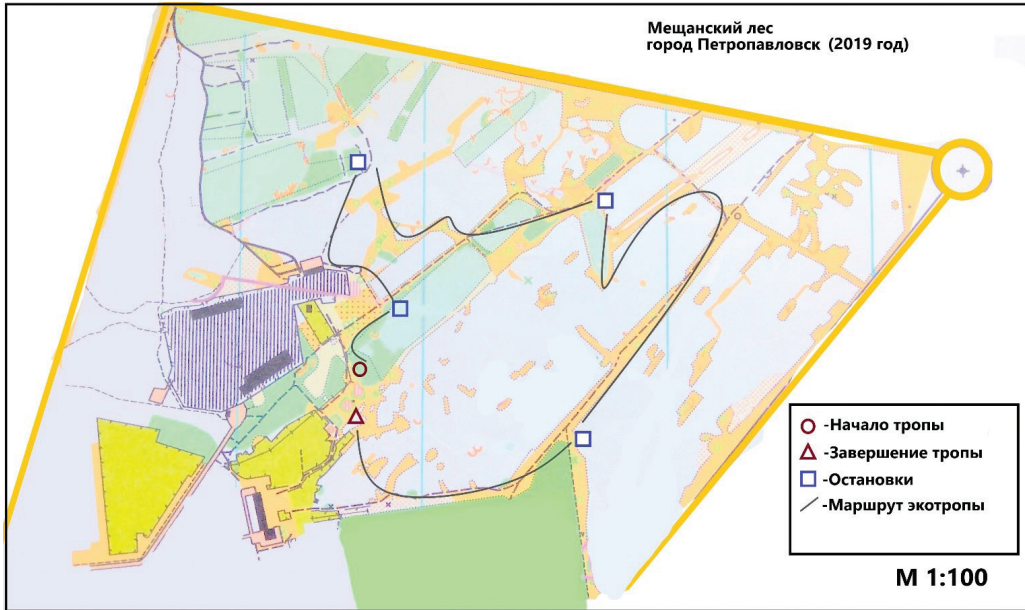 Мещанский лес
город Петропавловск (2019 год)
-Начало тропы
-Завершение тропы
-Остановки
-Маршрут экотропы
М 1:100